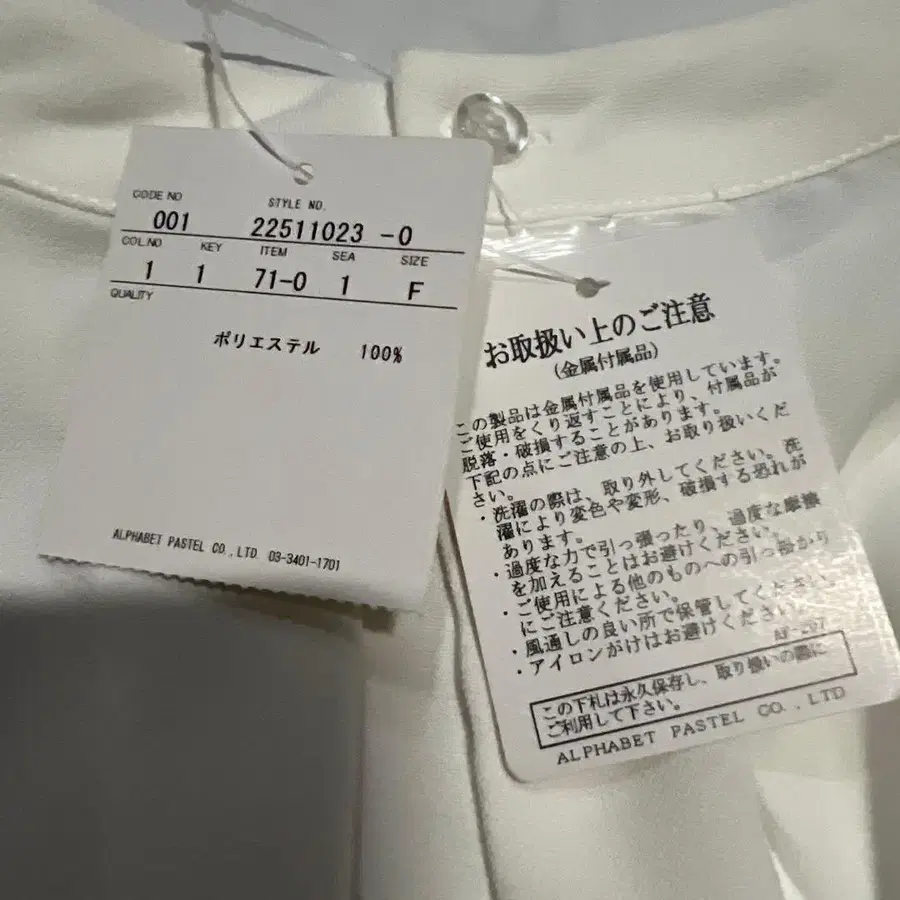 CODE NO STYLE NO.
001 22511023 -0
COL.NO KEY ITEM SEA SIZE
1 1 71-0 1 F
QUALITY
ポリエステル 100%
ALPHABET PASTEL CO.,LTD 03-3401-1701
お取扱い上のご注意
(金属付属品)
この製品は金属付属品を使用しています。
ご使用をくり返すことにより、付属品が
脱落・破損することがあります。
下記の点にご注意の上、お取り扱いくだ
さい。
・洗濯の際は、取り外してください。洗
濯により変色や変形、破損する恐れが
あります。
・過度な力で引っ張ったり、過度な摩擦
を加えることはお避けください。
・ご使用による他のものへの引っ掛かり
にご注意ください。
・風通しの良い所で保管してください。
・アイロンがけはお避けください。
この下札は永久保存し、取り扱いの際に
ご利用して下さい。
ALPHABET PASTEL CO.,LTD